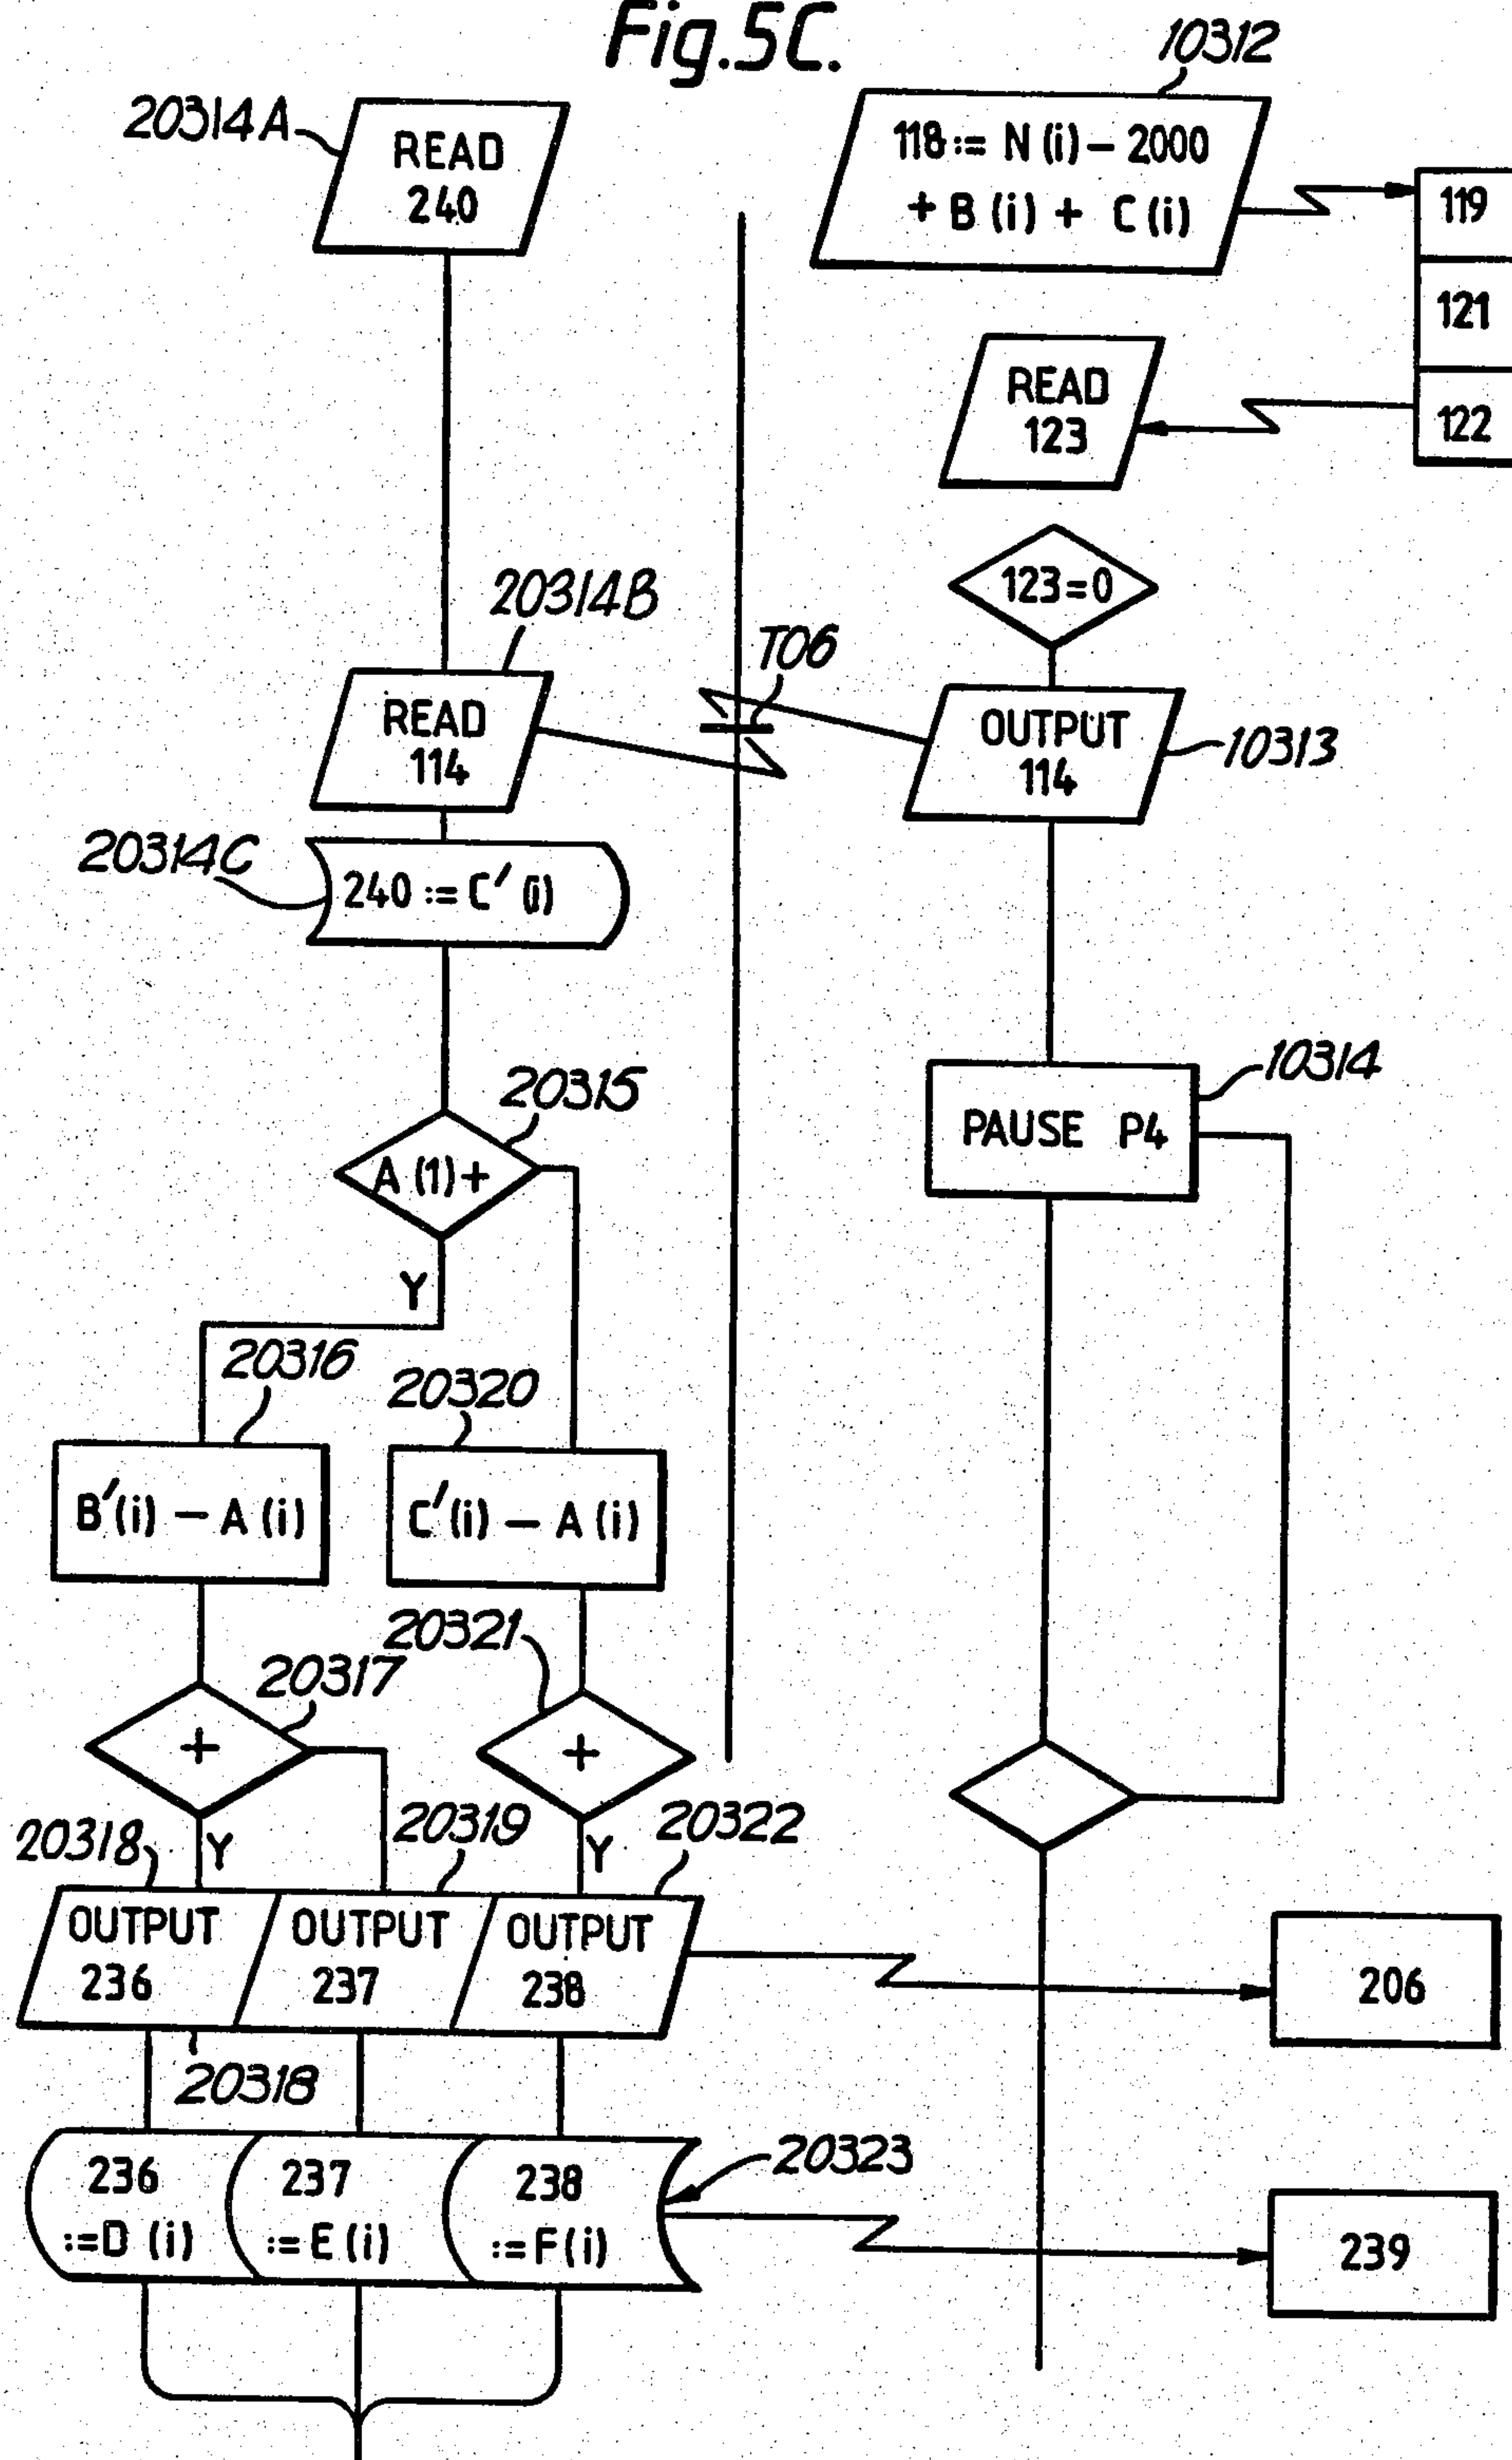 Fig.5C.
10312
20314A
READ
240
118 := N (i) – 2000
+ B (i) + C (i)
119
121
122
READ
123
123=0
20314B
T06
READ
114
OUTPUT
114
10313
20314C
240 := C′ (i)
20315
10314
A (1) +
PAUSE P4
Y
20316
20320
B′(i) – A (i)
C′(i) – A (i)
20321
20317
+
+
20318
Y
20319
Y
20322
OUTPUT
236
OUTPUT
237
OUTPUT
238
206
20318
20323
236
:=D (i)
237
:= E (i)
238
:= F(i)
239